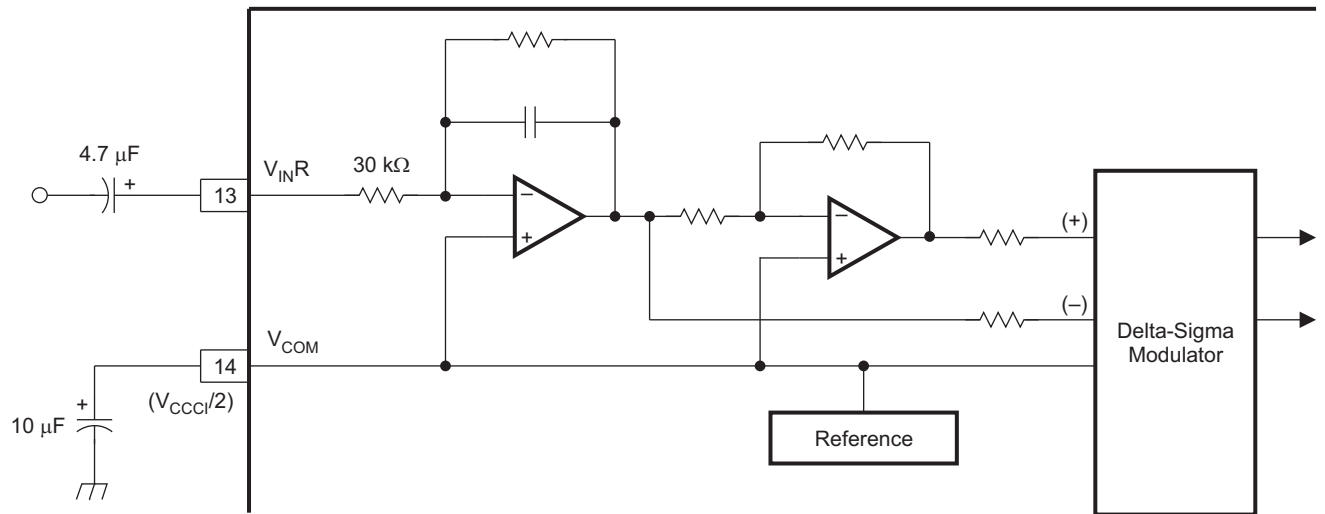 4.7 μF
+
13
V_INR
30 kΩ
–
+
–
+
(+)
(–)
Delta-Sigma
Modulator
V_COM
14
(V_CCCI/2)
+
10 μF
Reference